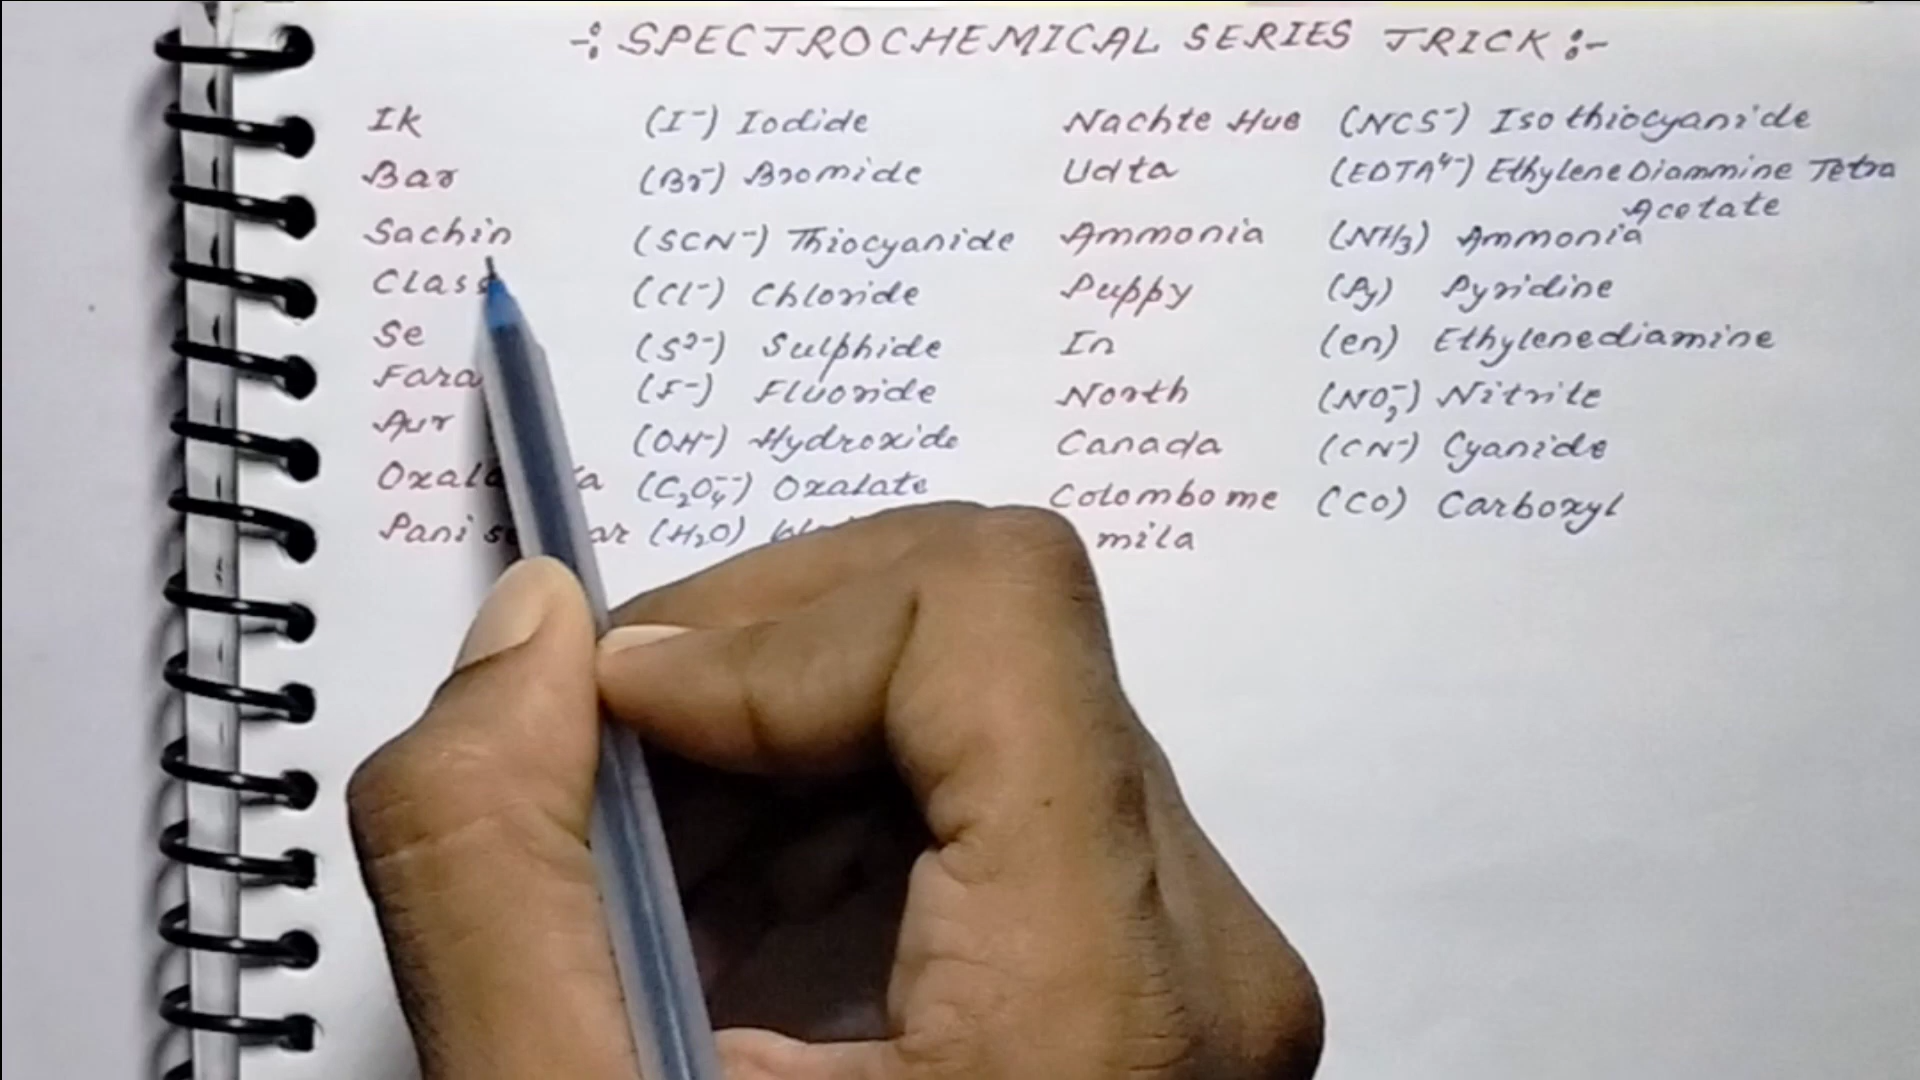 -: SPECTROCHEMICAL SERIES TRICK :-
Ik (I⁻) Iodide
Bar (Br⁻) Bromide
Sachin (SCN⁻) Thiocyanide
Class (Cl⁻) Chloride
Se (S²⁻) Sulphide
Fara (F⁻) Fluoride
Aur (OH⁻) Hydroxide
(C₂O₄⁻⁻) Oxalate
Pani (H₂O)
Nachte Hue (NCS⁻) Isothiocyanide
Udta (EDTA⁴⁻) Ethylene Diammine Tetra
Acetate
Ammonia (NH₃) Ammonia
Puppy (Py) Pyridine
In (en) Ethylenediamine
North (NO₂⁻) Nitrite
Canada (CN⁻) Cyanide
Colombo me (CO) Carboxyl
mila